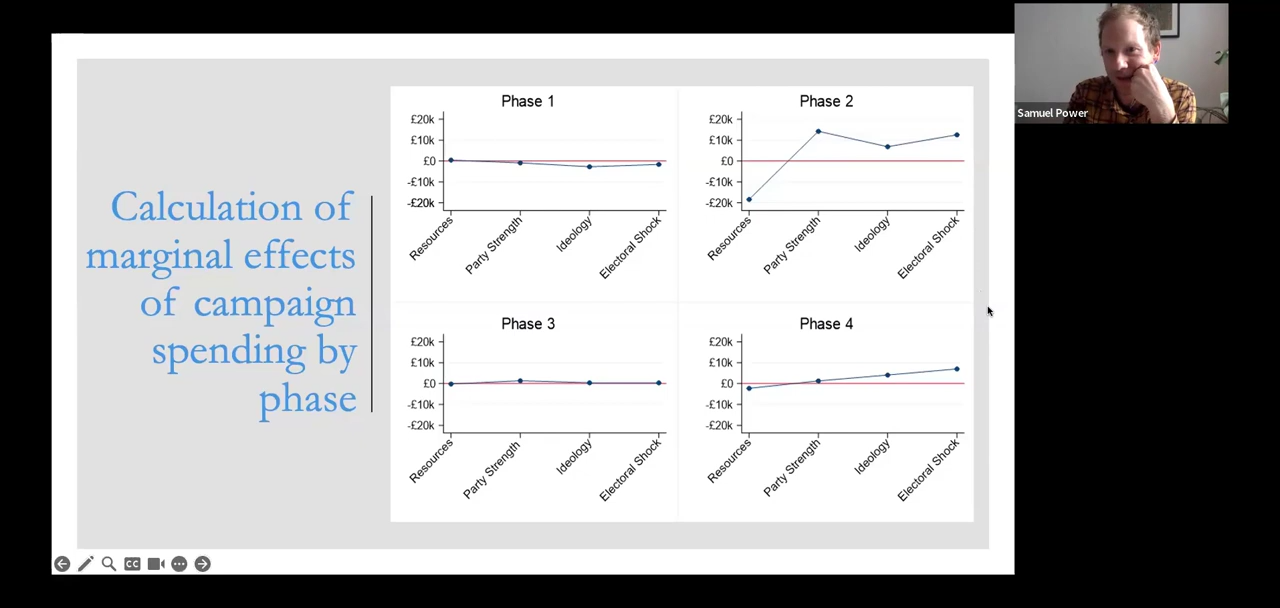 Calculation of
marginal effects
of campaign
spending by
phase
Phase 1
£20k
£10k
£0
-£10k
-£20k
Resources
Party Strength
Ideology
Electoral Shock
Phase 2
£20k
£10k
£0
-£10k
-£20k
Resources
Party Strength
Ideology
Electoral Shock
Phase 3
£20k
£10k
£0
-£10k
-£20k
Resources
Party Strength
Ideology
Electoral Shock
Phase 4
£20k
£10k
£0
-£10k
-£20k
Resources
Party Strength
Ideology
Electoral Shock
Samuel Power
CC